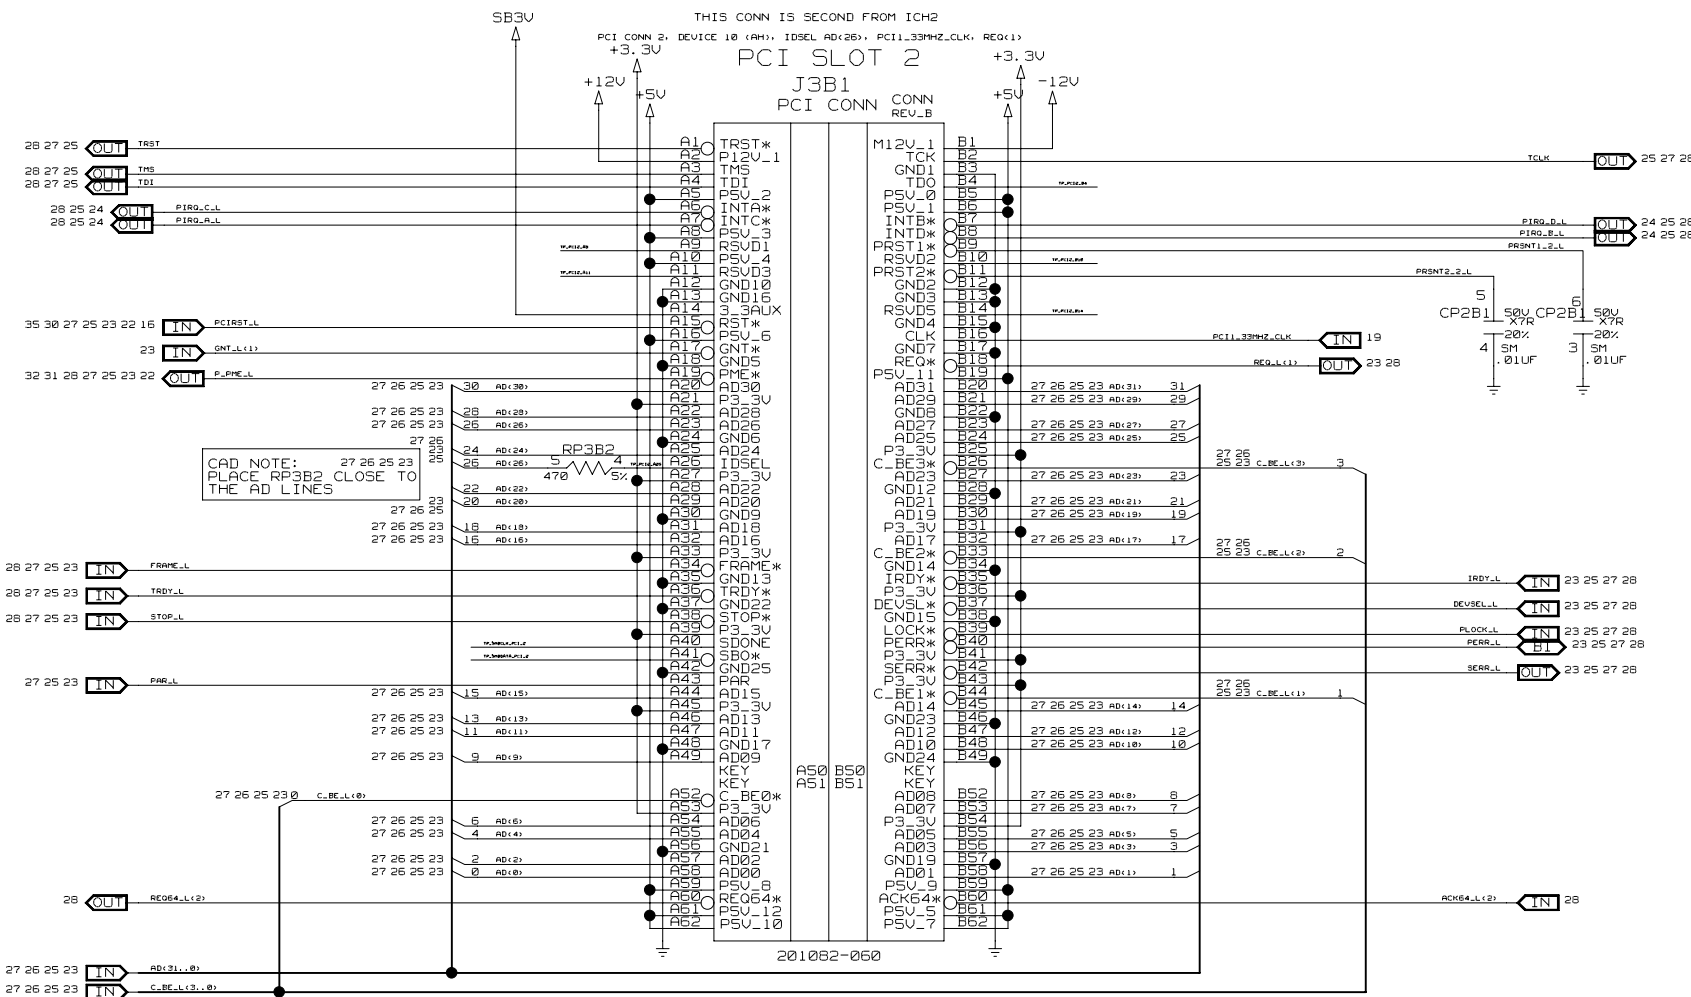 SB3V
THIS CONN IS SECOND FROM ICH2
PCI CONN 2, DEVICE 10 (AH), IDSEL AD(26), PCI1_33MHZ_CLK, REQ(1)
+3.3V
PCI SLOT 2
+3.3V
+12V
J3B1
-12V
+5V
PCI CONN
CONN
REV_B
+5V
28 27 25 OUT TRST A1 TRST* M12V_1 B1
A2 P12V_1 TCK B2 TCLK OUT 25 27 28
28 27 25 OUT TMS A3 TMS GND1 B3
28 27 25 OUT TDI A4 TDI TDO B4
A5 P5V_2 P5V_0 B5
28 25 24 OUT PIRQ_C_L A6 INTA* P5V_1 B6
28 25 24 OUT PIRQ_A_L A7 INTC* INTB* B7 PIRQ_D_L OUT 24 25 28
A8 P5V_3 INTD* B8 PIRQ_B_L OUT 24 25 28
A9 RSVD1 PRST1* B9 PRSNT1_2_L
A10 P5V_4 RSVD2 B10
A11 RSVD3 PRST2* B11 PRSNT2_2_L
A12 GND10 GND2 B12
A13 GND16 GND3 B13
A14 3_3AUX RSVD5 B14
35 30 27 25 23 22 16 IN PCIRST_L A15 RST* GND4 B15
A16 P5V_6 CLK B16 PCI1_33MHZ_CLK IN 19
23 IN GNT_L(1) A17 GNT* GND7 B17
A18 GND5 REQ* B18 REQ_L(1) OUT 23 28
32 31 28 27 25 23 22 OUT P_PME_L A19 PME* P5V_11 B19
5 CP2B1 50V X7R 20% 4 SM .01UF
6 CP2B1 50V X7R 20% 3 SM .01UF
27 26 25 23 30 AD(30) A20 AD30 AD31 B20 27 26 25 23 AD(31) 31
A21 P3_3V AD29 B21 27 26 25 23 AD(29) 29
27 26 25 23 28 AD(28) A22 AD28 GND8 B22
27 26 25 23 26 AD(26) A23 AD26 AD27 B23 27 26 25 23 AD(27) 27
A24 GND6 AD25 B24 27 26 25 23 AD(25) 25
27 26 23 25 24 AD(24) A25 AD24 P3_3V B25
27 26 25 23 26 AD(26) 5 RP3B2 4 470 5% A26 IDSEL C_BE3* B26 27 26 25 23 C_BE_L(3) 3
CAD NOTE:
PLACE RP3B2 CLOSE TO
THE AD LINES
A27 P3_3V AD23 B27 27 26 25 23 AD(23) 23
22 AD(22) A28 AD22 GND12 B28
23 27 26 25 20 AD(20) A29 AD20 AD21 B29 27 26 25 23 AD(21) 21
A30 GND9 AD19 B30 27 26 25 23 AD(19) 19
27 26 25 23 18 AD(18) A31 AD18 P3_3V B31
27 26 25 23 16 AD(16) A32 AD16 AD17 B32 27 26 25 23 AD(17) 17
A33 P3_3V C_BE2* B33 27 26 25 23 C_BE_L(2) 2
28 27 25 23 IN FRAME_L A34 FRAME* GND14 B34
A35 GND13 IRDY* B35 IRDY_L IN 23 25 27 28
28 27 25 23 IN TRDY_L A36 TRDY* P3_3V B36
A37 GND22 DEVSL* B37 DEVSEL_L IN 23 25 27 28
28 27 25 23 IN STOP_L A38 STOP* GND15 B38
A39 P3_3V LOCK* B39 PLOCK_L IN 23 25 27 28
A40 SDONE PERR* B40 PERR_L BI 23 25 27 28
A41 SBO* P3_3V B41
A42 GND25 SERR* B42 SERR_L OUT 23 25 27 28
27 25 23 IN PAR_L A43 PAR P3_3V B43
27 26 25 23 15 AD(15) A44 AD15 C_BE1* B44 27 26 25 23 C_BE_L(1) 1
A45 P3_3V AD14 B45 27 26 25 23 AD(14) 14
27 26 25 23 13 AD(13) A46 AD13 GND23 B46
27 26 25 23 11 AD(11) A47 AD11 AD12 B47 27 26 25 23 AD(12) 12
A48 GND17 AD10 B48 27 26 25 23 AD(10) 10
27 26 25 23 9 AD(9) A49 AD09 GND24 B49
KEY A50 B50 KEY
KEY A51 B51 KEY
27 26 25 23 0 C_BE_L(0) A52 C_BE0* AD08 B52 27 26 25 23 AD(8) 8
A53 P3_3V AD07 B53 27 26 25 23 AD(7) 7
27 26 25 23 6 AD(6) A54 AD06 P3_3V B54
27 26 25 23 4 AD(4) A55 AD04 AD05 B55 27 26 25 23 AD(5) 5
A56 GND21 AD03 B56 27 26 25 23 AD(3) 3
27 26 25 23 2 AD(2) A57 AD02 GND19 B57
27 26 25 23 0 AD(0) A58 AD00 AD01 B58 27 26 25 23 AD(1) 1
A59 P5V_8 P5V_9 B59
28 OUT REQ64_L(2) A60 REQ64* ACK64* B60 ACK64_L(2) IN 28
A61 P5V_12 P5V_5 B61
A62 P5V_10 P5V_7 B62
201082-060
27 26 25 23 IN AD(31..0)
27 26 25 23 IN C_BE_L(3..0)